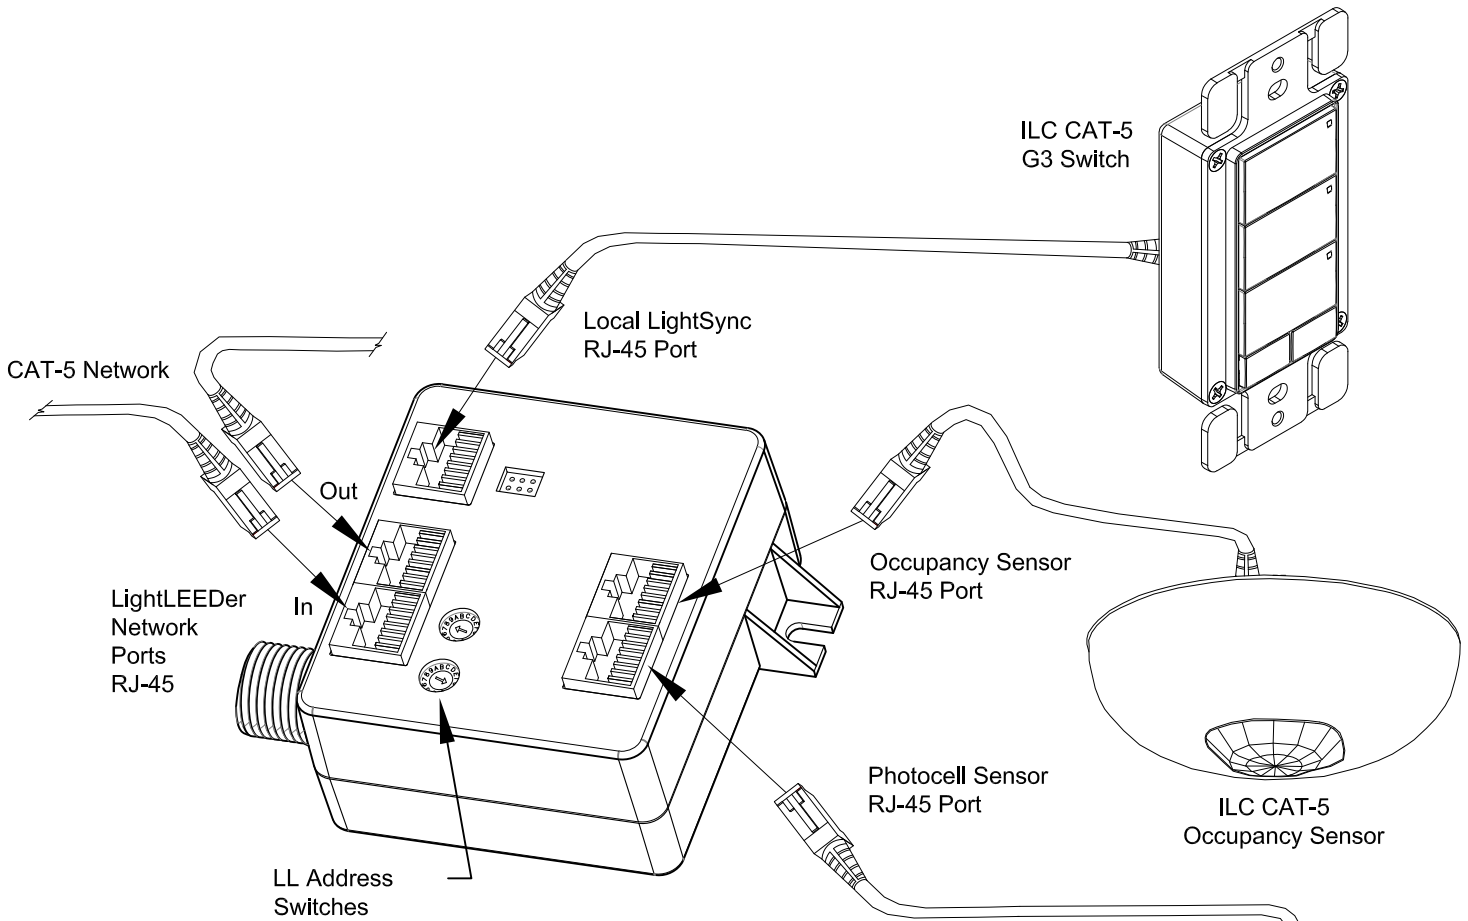 ILC CAT-5
G3 Switch
Local LightSync
RJ-45 Port
CAT-5 Network
Out
In
LightLEEDer
Network
Ports
RJ-45
Occupancy Sensor
RJ-45 Port
Photocell Sensor
RJ-45 Port
ILC CAT-5
Occupancy Sensor
LL Address
Switches